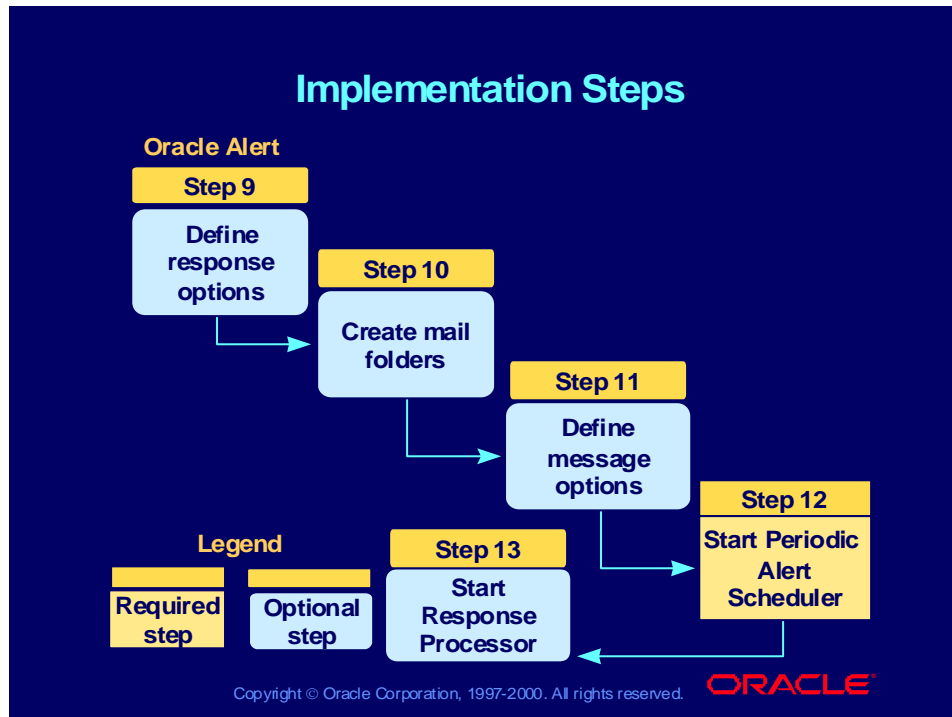 Implementation Steps
Oracle Alert
Step 9
Define
response
options
Step 10
Create mail
folders
Step 11
Define
message
options
Step 12
Start Periodic
Alert
Scheduler
Step 13
Start
Response
Processor
Legend
Required
step
Optional
step
Copyright © Oracle Corporation, 1997-2000. All rights reserved.
ORACLE®